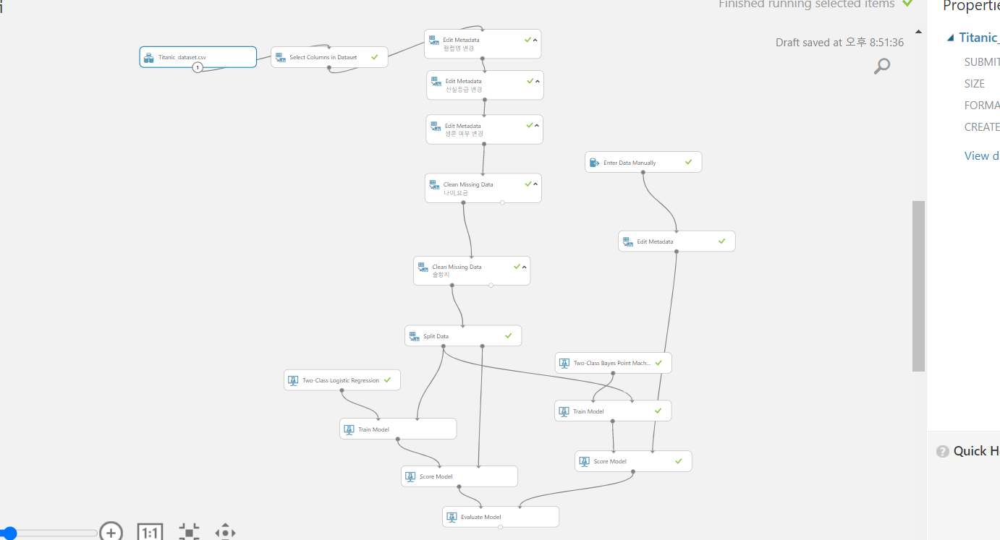 Finished running selected items
Properti
Draft saved at 오후 8:51:36
Titanic_
SUBMIT
SIZE
FORMA
CREATE
View d
Titanic_dataset.csv
1
Select Columns in Dataset
Edit Metadata
컬럼명 변경
Edit Metadata
선실등급 변경
Edit Metadata
생존 여부 변경
Enter Data Manually
Clean Missing Data
나이,요금
Edit Metadata
Clean Missing Data
출항지
Split Data
Two-Class Bayes Point Mach...
Two-Class Logistic Regression
Train Model
Train Model
Score Model
Score Model
Evaluate Model
Quick H
1:1